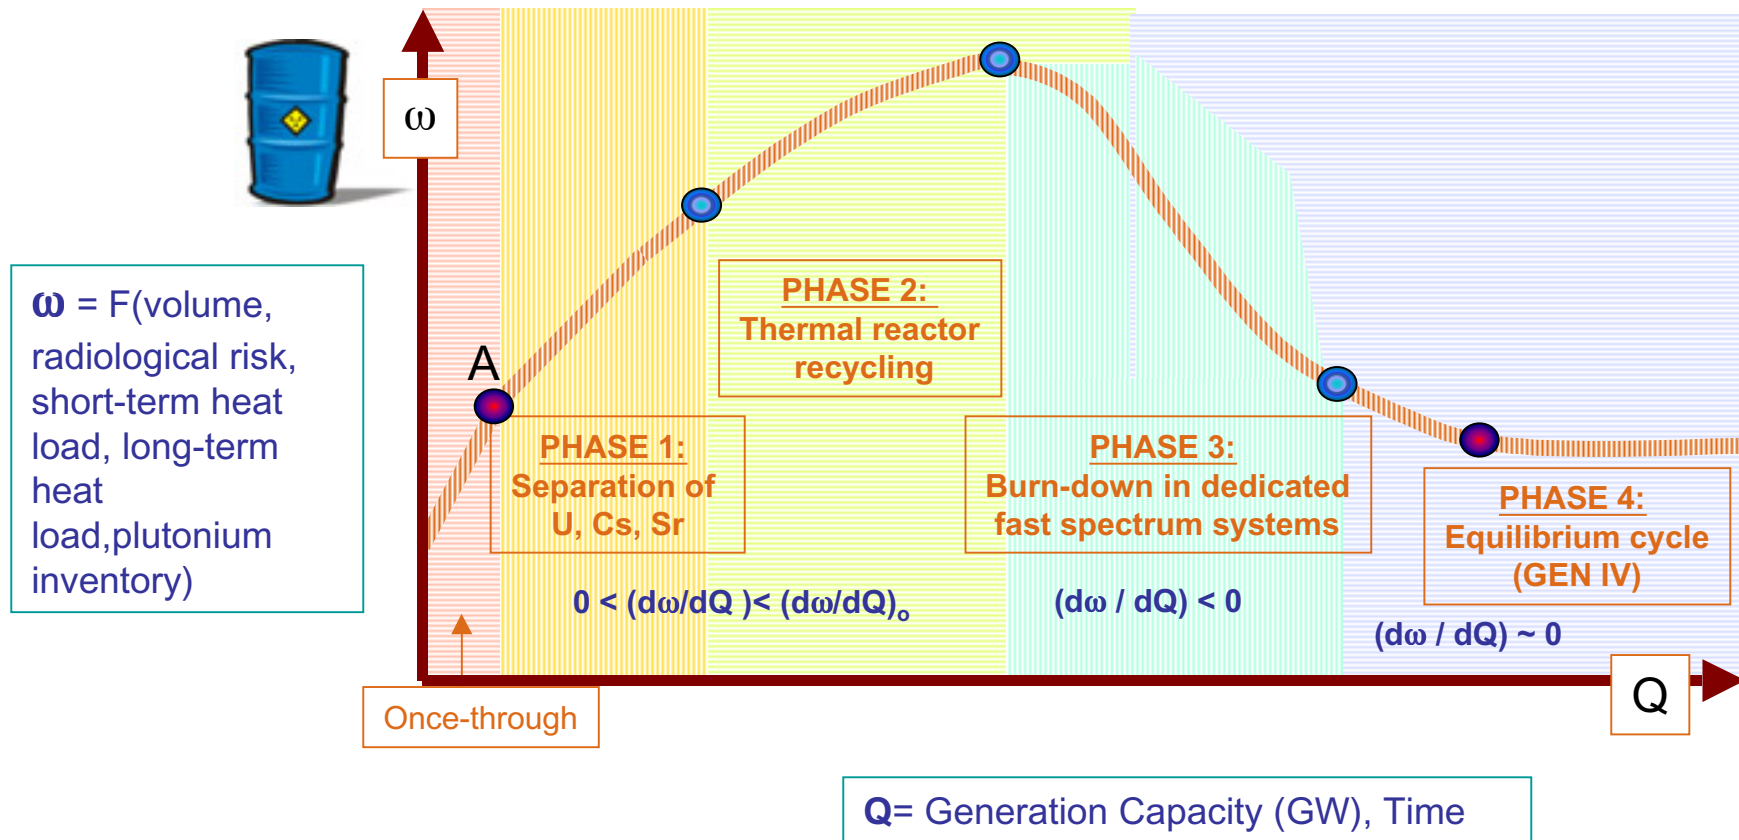 ω
ω = F(volume,
radiological risk,
short-term heat
load, long-term
heat
load,plutonium
inventory)
A
PHASE 1:
Separation of
U, Cs, Sr
PHASE 2:
Thermal reactor
recycling
PHASE 3:
Burn-down in dedicated
fast spectrum systems
PHASE 4:
Equilibrium cycle
(GEN IV)
0 < (dω/dQ )< (dω/dQ)o
(dω / dQ) < 0
(dω / dQ) ~ 0
Q
Once-through
Q= Generation Capacity (GW), Time